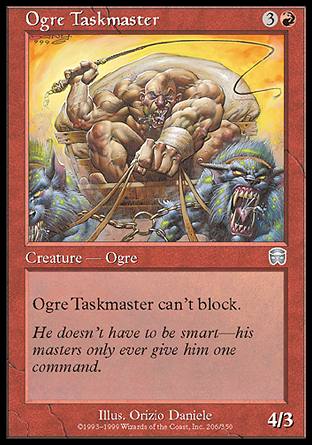 Ogre Taskmaster 3
Creature — Ogre
Ogre Taskmaster can't block.
He doesn't have to be smart—his
masters only ever give him one
command.
4/3
Illus. Orizio Daniele
©1993–1999 Wizards of the Coast, Inc. 206/350